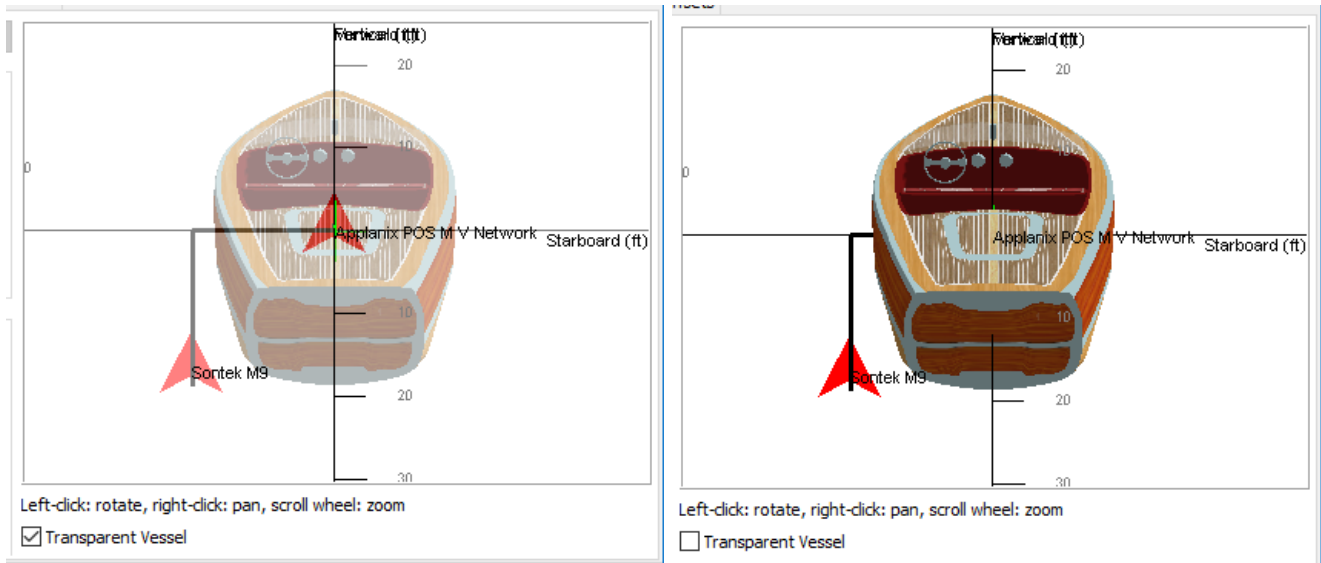 20
10
0
Applanix POS M V Network
Starboard (ft)
10
Sontek M9
20
30
Left-click: rotate, right-click: pan, scroll wheel: zoom
Transparent Vessel
20
10
0
Applanix POS M V Network
Starboard (ft)
10
Sontek M9
20
30
Left-click: rotate, right-click: pan, scroll wheel: zoom
Transparent Vessel